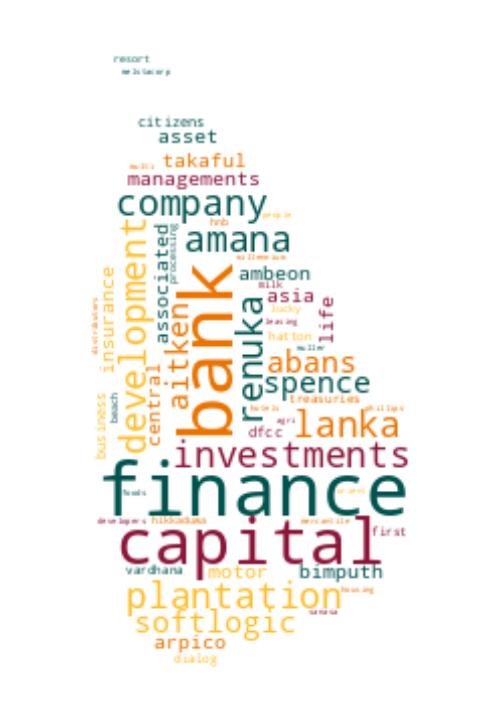 resort
melstacorp
citizens
asset
multi
takaful
managements
company
people
hnb
amana
development
associated
processing
millennium
insurance
bank
ambeon
milk
asia
life
distributors
aitken
renuka
lucky
leasing
hatton
muller
abans
spence
central
business
beach
treasuries
hotels
phillips
agri
lanka
dfcc
investments
finance
foods
orient
developers
hikkaduwa
mercantile
capital
first
vardhana
motor
bimputh
plantation
housing
sanasa
softlogic
arpico
dialog